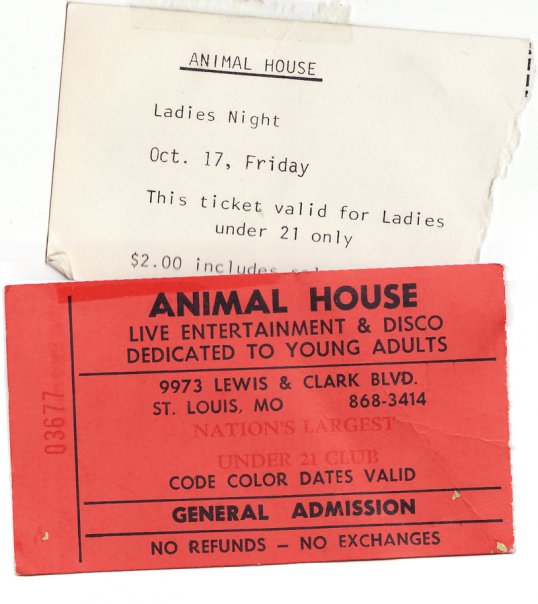 ANIMAL HOUSE
Ladies Night
Oct. 17, Friday
This ticket valid for Ladies
under 21 only
$2.00 includes
ANIMAL HOUSE
LIVE ENTERTAINMENT & DISCO
DEDICATED TO YOUNG ADULTS
9973 LEWIS & CLARK BLVD.
ST. LOUIS, MO 868-3414
NATION'S LARGEST
UNDER 21 CLUB
CODE COLOR DATES VALID
GENERAL ADMISSION
NO REFUNDS – NO EXCHANGES
03677